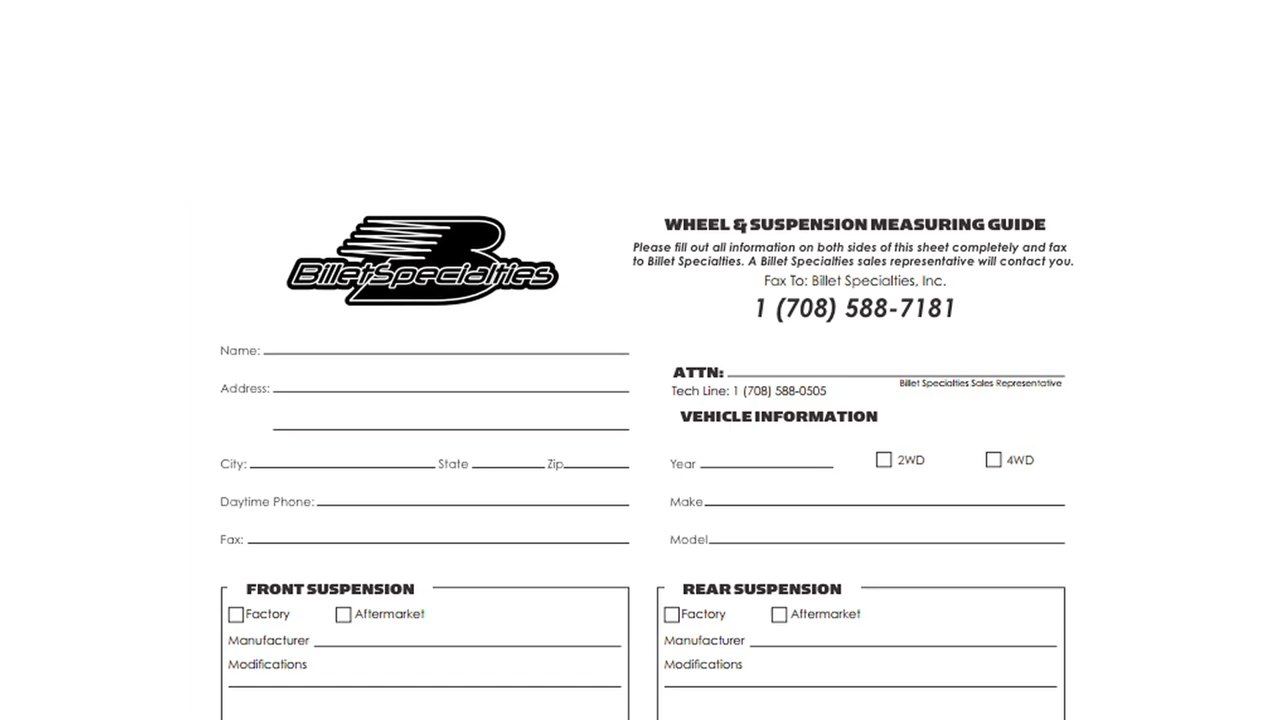 BilletSpecialties
WHEEL & SUSPENSION MEASURING GUIDE
Please fill out all information on both sides of this sheet completely and fax
to Billet Specialties. A Billet Specialties sales representative will contact you.
Fax To: Billet Specialties, Inc.
1 (708) 588-7181
Name:
Address:
City: State Zip
Daytime Phone:
Fax:
ATTN:
Billet Specialties Sales Representative
Tech Line: 1 (708) 588-0505
VEHICLE INFORMATION
Year 2WD 4WD
Make
Model
FRONT SUSPENSION
Factory Aftermarket
Manufacturer
Modifications
REAR SUSPENSION
Factory Aftermarket
Manufacturer
Modifications